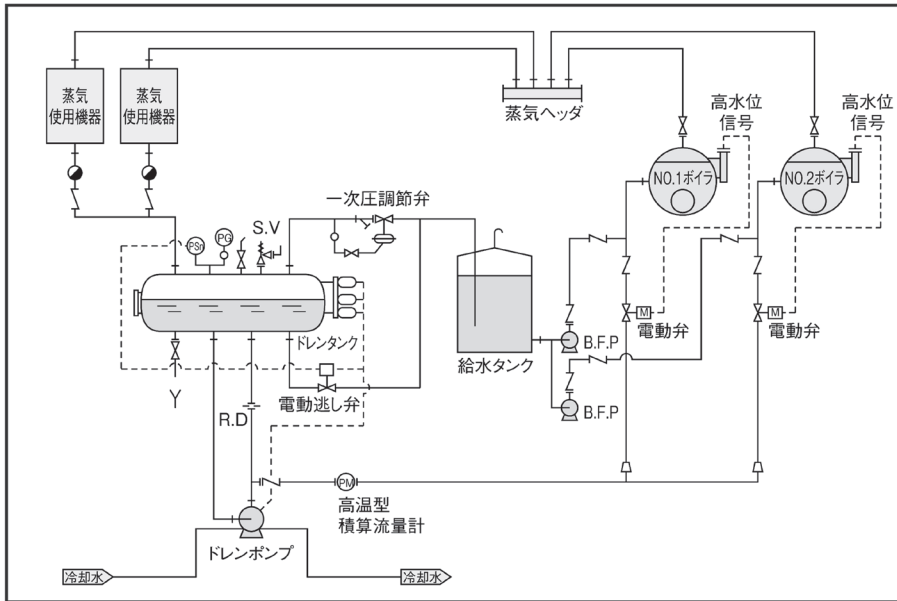 蒸気
使用機器
蒸気
使用機器
蒸気ヘッダ
高水位
信号
高水位
信号
NO.1ボイラ
NO.2ボイラ
一次圧調節弁
S.V
PSn
PG
ドレンタンク
給水タンク
B.F.P
B.F.P
M
電動弁
M
電動弁
Y
R.D
電動逃し弁
PM
高温型
積算流量計
ドレンポンプ
冷却水
冷却水